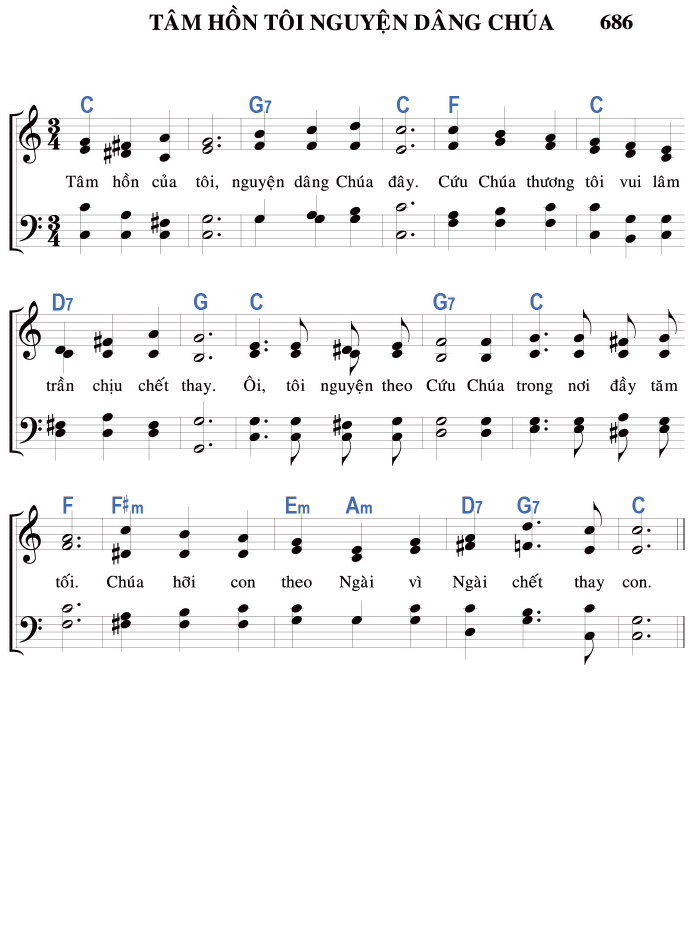 TÂM HỒN TÔI NGUYỆN DÂNG CHÚA 686
C G7 C F C
Tâm hồn của tôi, nguyện dâng Chúa đây. Cứu Chúa thương tôi vui lâm
D7 G C G7 C
trần chịu chết thay. Ôi, tôi nguyện theo Cứu Chúa trong nơi đầy tăm
F F#m Em Am D7 G7 C
tối. Chúa hỡi con theo Ngài vì Ngài chết thay con.